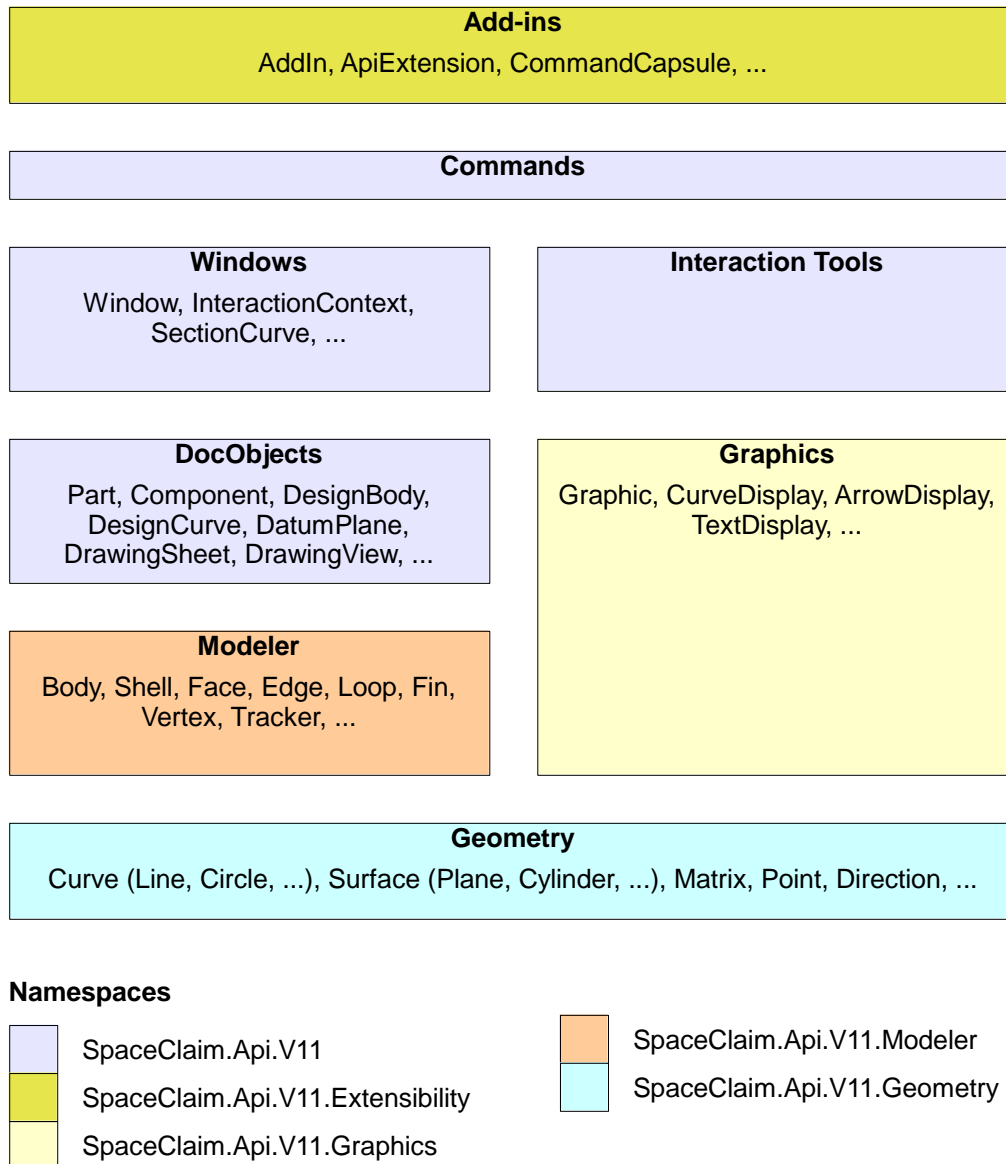 Add-ins
AddIn, ApiExtension, CommandCapsule, ...
Commands
Windows
Window, InteractionContext,
SectionCurve, ...
Interaction Tools
DocObjects
Part, Component, DesignBody,
DesignCurve, DatumPlane,
DrawingSheet, DrawingView, ...
Graphics
Graphic, CurveDisplay, ArrowDisplay,
TextDisplay, ...
Modeler
Body, Shell, Face, Edge, Loop, Fin,
Vertex, Tracker, ...
Geometry
Curve (Line, Circle, ...), Surface (Plane, Cylinder, ...), Matrix, Point, Direction, ...
Namespaces
SpaceClaim.Api.V11
SpaceClaim.Api.V11.Extensibility
SpaceClaim.Api.V11.Graphics
SpaceClaim.Api.V11.Modeler
SpaceClaim.Api.V11.Geometry